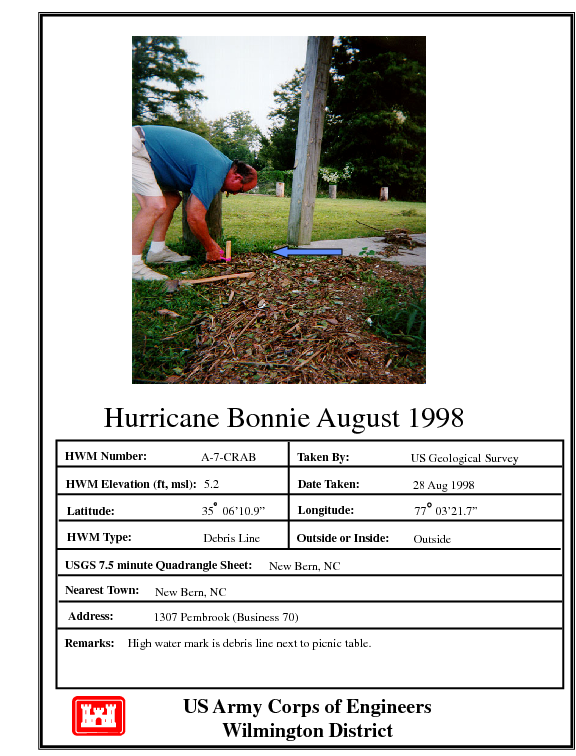 Hurricane Bonnie August 1998
HWM Number: A-7-CRAB Taken By: US Geological Survey
HWM Elevation (ft, msl): 5.2 Date Taken: 28 Aug 1998
Latitude: 35° 06’10.9” Longitude: 77° 03’21.7”
HWM Type: Debris Line Outside or Inside: Outside
USGS 7.5 minute Quadrangle Sheet: New Bern, NC
Nearest Town: New Bern, NC
Address: 1307 Pembrook (Business 70)
Remarks: High water mark is debris line next to picnic table.
US Army Corps of Engineers
Wilmington District